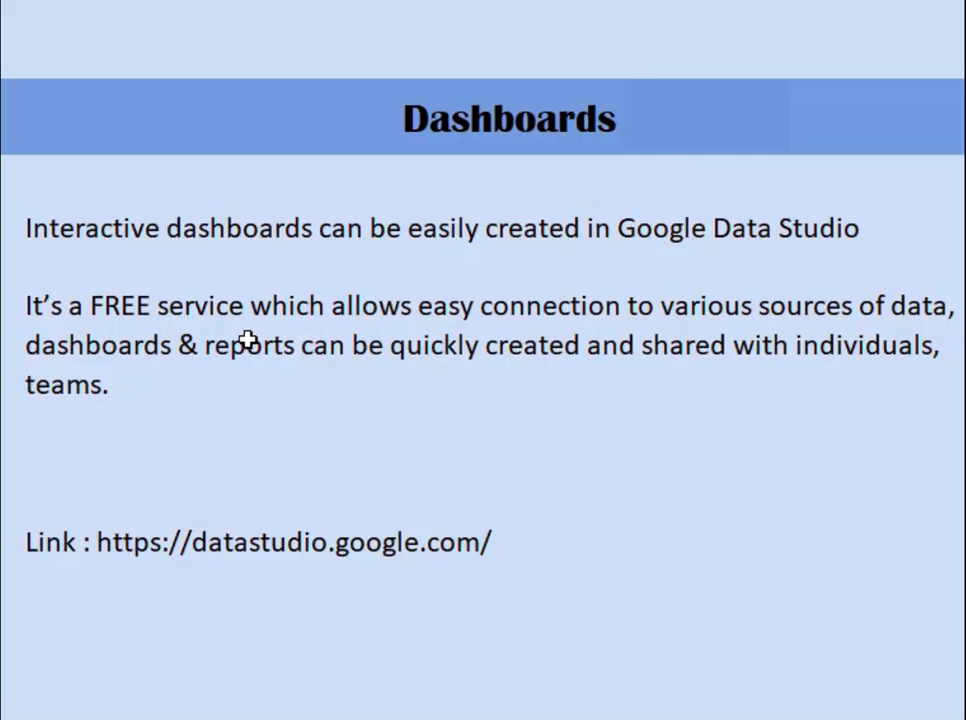 Dashboards
Interactive dashboards can be easily created in Google Data Studio
It’s a FREE service which allows easy connection to various sources of data,
dashboards & reports can be quickly created and shared with individuals,
teams.
Link : https://datastudio.google.com/